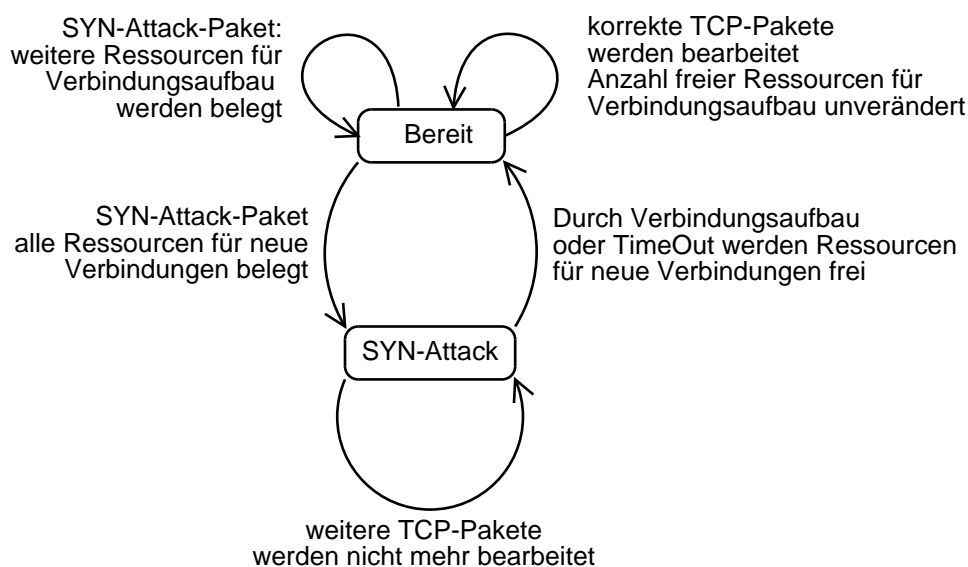 SYN-Attack-Paket:
weitere Ressourcen für
Verbindungsaufbau
werden belegt
korrekte TCP-Pakete
werden bearbeitet
Anzahl freier Ressourcen für
Verbindungsaufbau unverändert
Bereit
SYN-Attack-Paket
alle Ressourcen für neue
Verbindungen belegt
Durch Verbindungsaufbau
oder TimeOut werden Ressourcen
für neue Verbindungen frei
SYN-Attack
weitere TCP-Pakete
werden nicht mehr bearbeitet